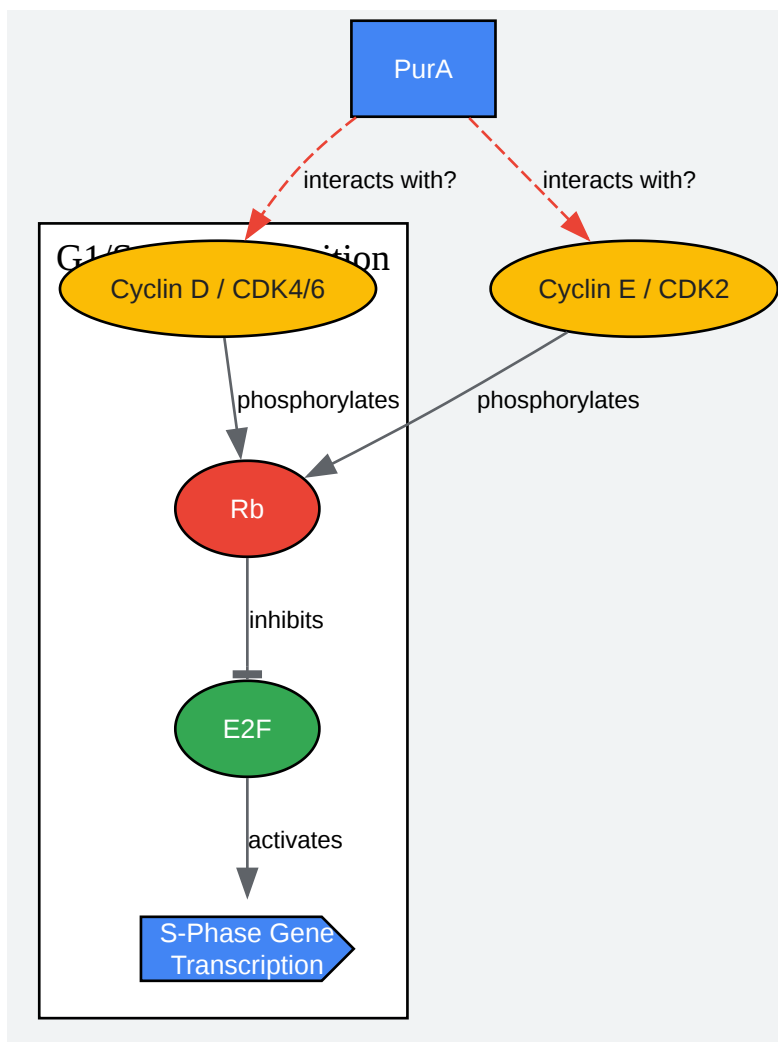 PurA
interacts with?
interacts with?
Cyclin D / CDK4/6
Cyclin E / CDK2
phosphorylates
phosphorylates
Rb
inhibits
E2F
activates
S-Phase Gene
Transcription